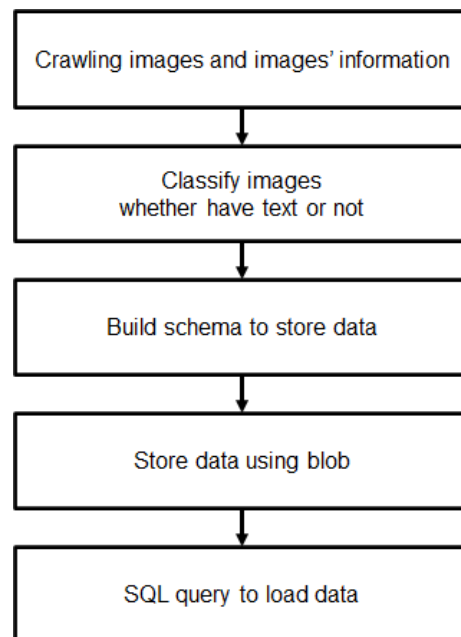 Crawling images and images’ information
Classify images
whether have text or not
Build schema to store data
Store data using blob
SQL query to load data